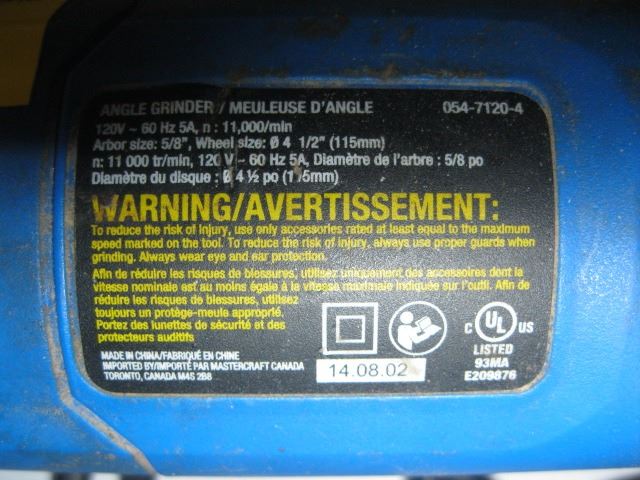 ANGLE GRINDER / MEULEUSE D'ANGLE 054-7120-4
120V ~ 60 Hz 5A, n : 11,000/min
Arbor size: 5/8", Wheel size: Ø 4 1/2" (115mm)
n: 11 000 tr/min, 120 V ~ 60 Hz 5A, Diamètre de l'arbre : 5/8 po
Diamètre du disque : Ø 4 ½ po (115mm)
WARNING/AVERTISSEMENT:
To reduce the risk of injury, use only accessories rated at least equal to the maximum
speed marked on the tool. To reduce the risk of injury, always use proper guards when
grinding. Always wear eye and ear protection.
Afin de réduire les risques de blessures, utilisez uniquement des accessoires dont la
vitesse nominale est au moins égale à la vitesse maximale indiquée sur l'outil. Afin de
réduire les risques de blessures, utilisez
toujours un protège-meule approprié.
Portez des lunettes de sécurité et des
protecteurs auditifs
MADE IN CHINA/FABRIQUÉ EN CHINE
IMPORTED BY/IMPORTÉ PAR MASTERCRAFT CANADA
TORONTO, CANADA M4S 2B8
14.08.02
C UL US
LISTED
93MA
E209876